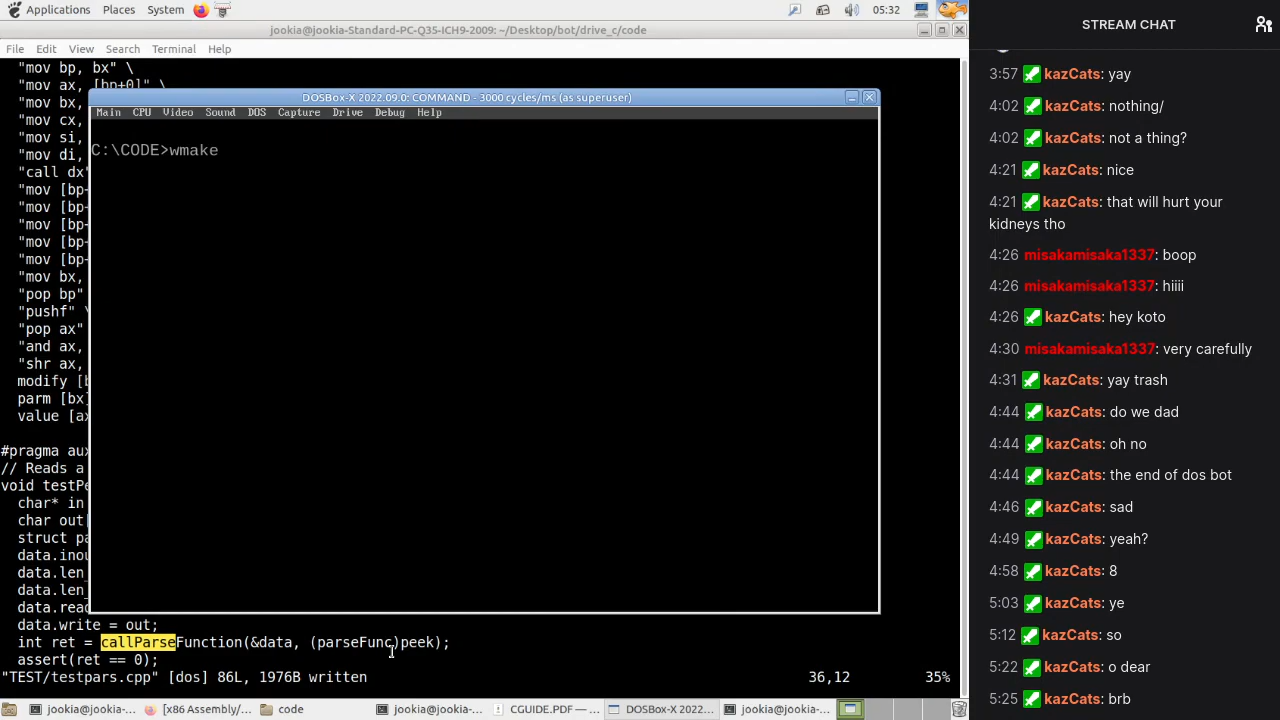 Applications Places System 05:32
jookia@jookia-Standard-PC-Q35-ICH9-2009: ~/Desktop/bot/drive_c/code
File Edit View Search Terminal Help
"mov bp, bx" \
"mov ax, [bp+0]" \
"mov bx,
"mov cx,
"mov si,
"mov di,
"call dx"
"mov [bp
"mov [bp
"mov [bp
"mov [bp
"mov [bp
"mov bx,
"pop bp"
"pushf" \
"pop ax"
"and ax,
"shr ax,
modify [b
parm [bx]
value [ax
#pragma aux
// Reads a
void testPe
char* in
char out[
struct pa
data.inou
data.len_
data.len_
data.read
data.write = out;
int ret = callParseFunction(&data, (parseFunc)peek);
assert(ret == 0);
"TEST/testpars.cpp" [dos] 86L, 1976B written 36,12 35%
DOSBox-X 2022.09.0: COMMAND - 3000 cycles/ms (as superuser)
Main CPU Video Sound DOS Capture Drive Debug Help
C:\CODE>wmake
jookia@jookia-... [x86 Assembly/... code jookia@jookia-... CGUIDE.PDF —... DOSBox-X 2022.... jookia@jookia-...
STREAM CHAT
3:57 kazCats: yay
4:02 kazCats: nothing/
4:02 kazCats: not a thing?
4:21 kazCats: nice
4:21 kazCats: that will hurt your
kidneys tho
4:26 misakamisaka1337: boop
4:26 misakamisaka1337: hiiii
4:26 kazCats: hey koto
4:30 misakamisaka1337: very carefully
4:31 kazCats: yay trash
4:44 kazCats: do we dad
4:44 kazCats: oh no
4:44 kazCats: the end of dos bot
4:46 kazCats: sad
4:49 kazCats: yeah?
4:58 kazCats: 8
5:03 kazCats: ye
5:12 kazCats: so
5:22 kazCats: o dear
5:25 kazCats: brb